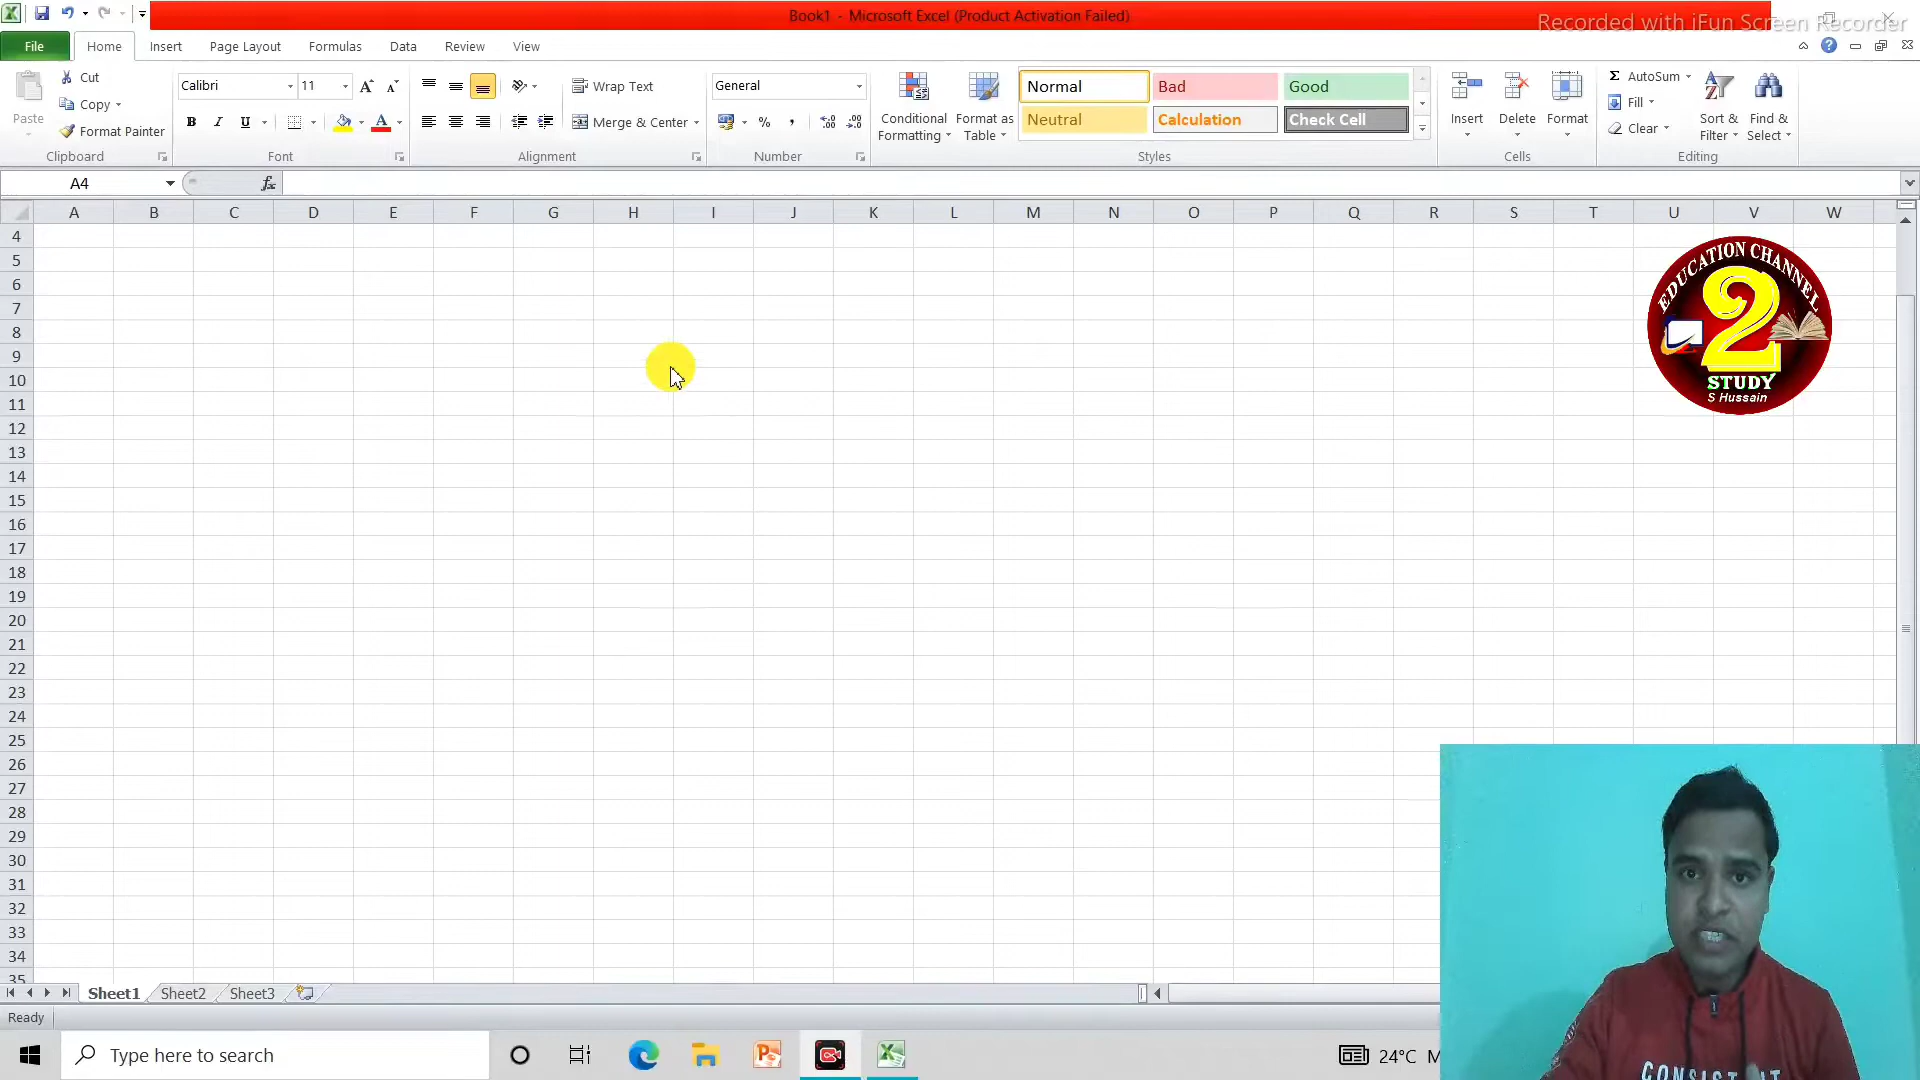 Book1 - Microsoft Excel (Product Activation Failed)
Recorded with iFun Screen Recorder
File Home Insert Page Layout Formulas Data Review View
Paste Cut Copy Format Painter
Clipboard
Calibri 11
B I U A
Font
Wrap Text
Merge & Center
Alignment
General
% ,
Number
Conditional Formatting
Format as Table
Normal Bad Good
Neutral Calculation Check Cell
Styles
Insert Delete Format
Cells
Σ AutoSum
Fill
Clear
Sort & Filter
Find & Select
Editing
A4 fx
A B C D E F G H I J K L M N O P Q R S T U V W
4
5
6
7
8
9
10
11
12
13
14
15
16
17
18
19
20
21
22
23
24
25
26
27
28
29
30
31
32
33
34
35
EDUCATION CHANNEL
2
STUDY
S Hussain
CONSISTENT
Sheet1 Sheet2 Sheet3
Ready
Type here to search
24°C M